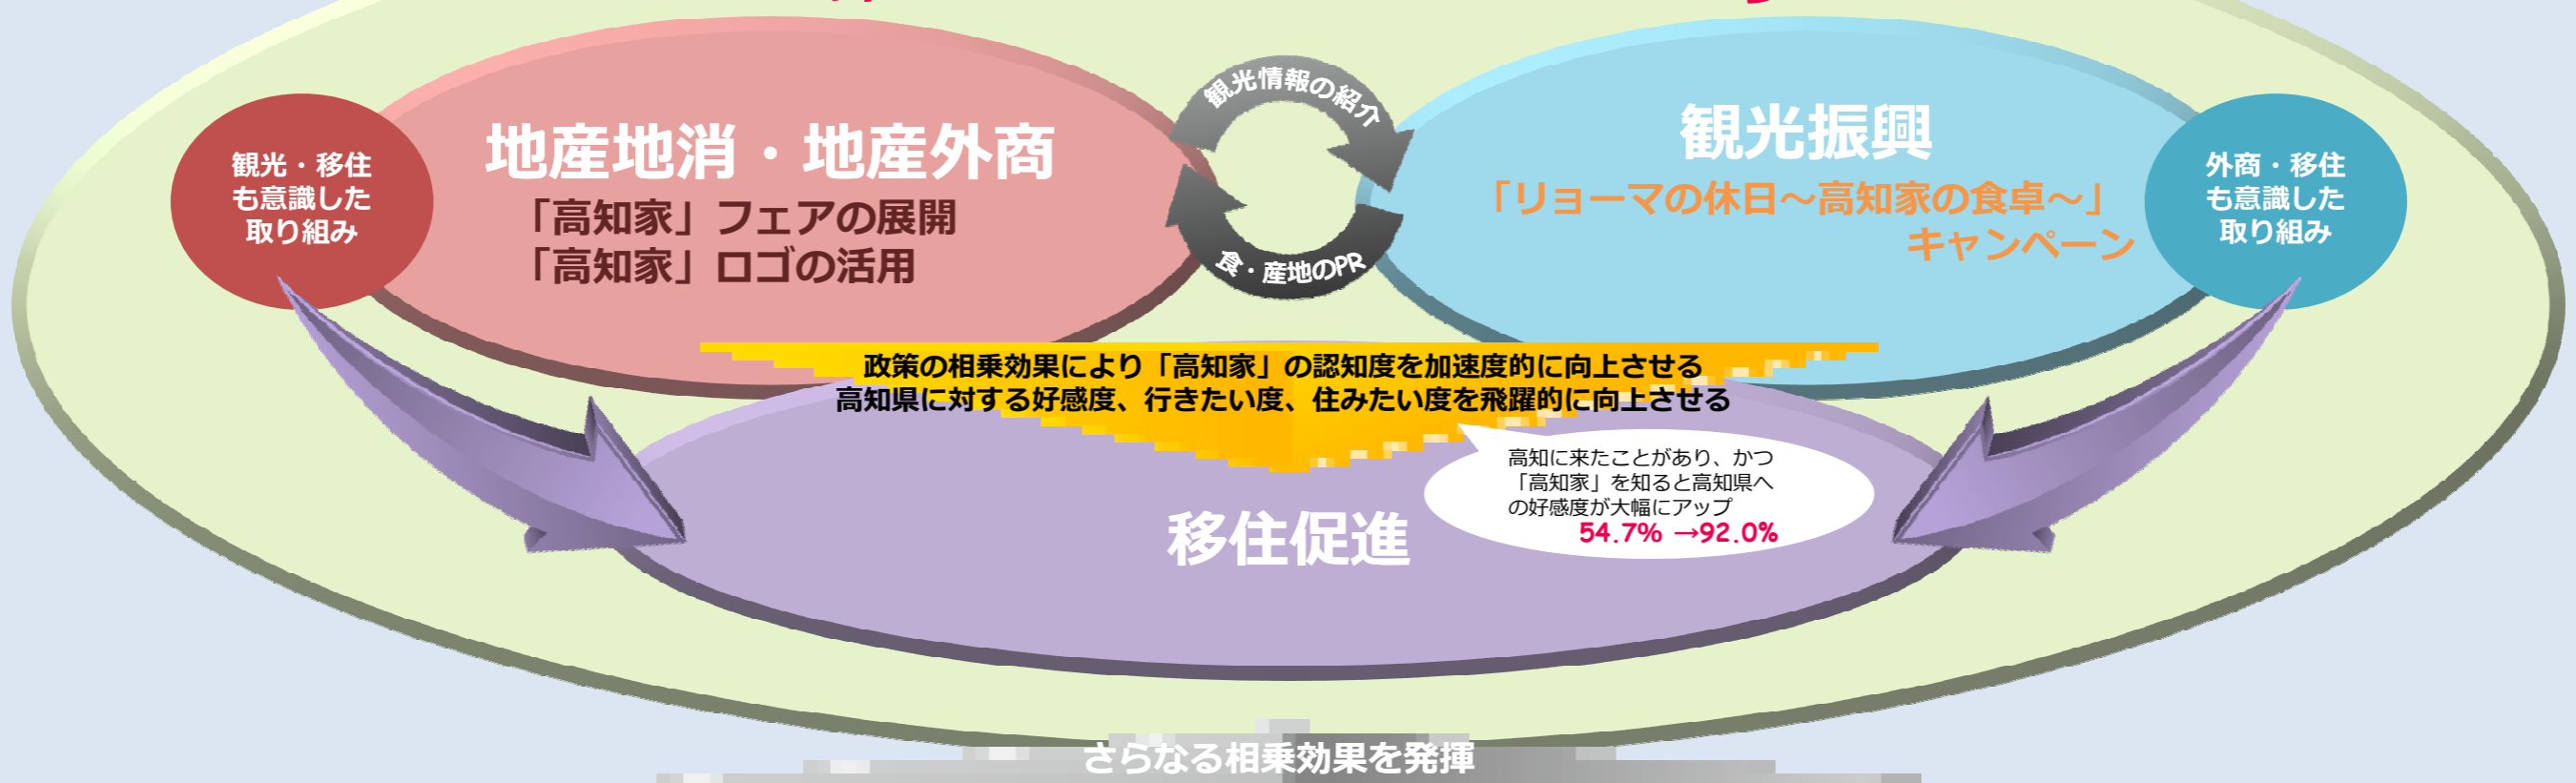 観光情報の紹介
地産地消・地産外商
「高知家」フェアの展開
「高知家」ロゴの活用
観光・移住
も意識した
取り組み
観光振興
「リョーマの休日～高知家の食卓～」
キャンペーン
外商・移住
も意識した
取り組み
食・産地のPR
政策の相乗効果により「高知家」の認知度を加速度的に向上させる
高知県に対する好感度、行きたい度、住みたい度を飛躍的に向上させる
高知に来たことがあり、かつ
「高知家」を知ると高知県へ
の好感度が大幅にアップ
54.7% →92.0%
移住促進
さらなる相乗効果を発揮